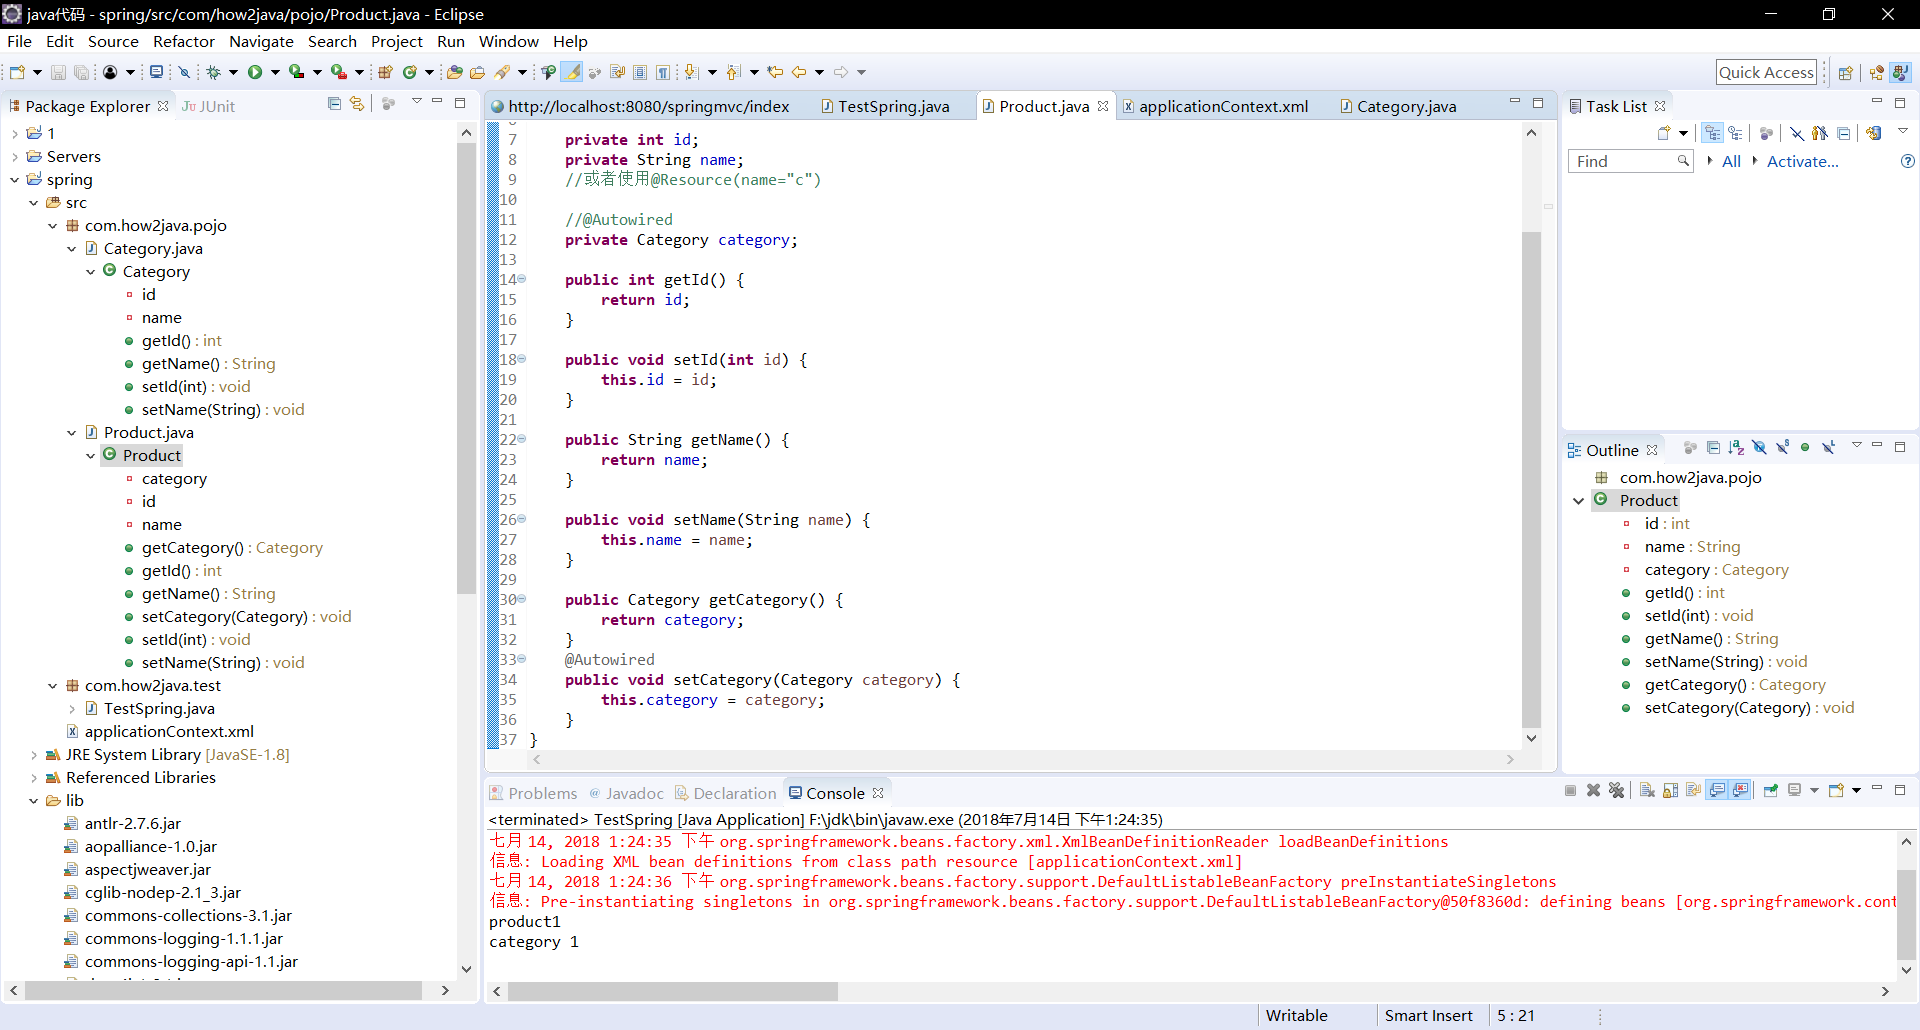 java代码 - spring/src/com/how2java/pojo/Product.java - Eclipse
File Edit Source Refactor Navigate Search Project Run Window Help
Quick Access
Package Explorer
JUnit
1
Servers
spring
src
com.how2java.pojo
Category.java
Category
id
name
getId() : int
getName() : String
setId(int) : void
setName(String) : void
Product.java
Product
category
id
name
getCategory() : Category
getId() : int
getName() : String
setCategory(Category) : void
setId(int) : void
setName(String) : void
com.how2java.test
TestSpring.java
applicationContext.xml
JRE System Library [JavaSE-1.8]
Referenced Libraries
lib
antlr-2.7.6.jar
aopalliance-1.0.jar
aspectjweaver.jar
cglib-nodep-2.1_3.jar
commons-collections-3.1.jar
commons-logging-1.1.1.jar
commons-logging-api-1.1.jar
http://localhost:8080/springmvc/index
TestSpring.java
Product.java
applicationContext.xml
Category.java
7 private int id;
8 private String name;
9 //或者使用@Resource(name="c")
10
11 //@Autowired
12 private Category category;
13
14 public int getId() {
15 return id;
16 }
17
18 public void setId(int id) {
19 this.id = id;
20 }
21
22 public String getName() {
23 return name;
24 }
25
26 public void setName(String name) {
27 this.name = name;
28 }
29
30 public Category getCategory() {
31 return category;
32 }
33 @Autowired
34 public void setCategory(Category category) {
35 this.category = category;
36 }
37 }
Task List
Find
All
Activate...
Outline
com.how2java.pojo
Product
id : int
name : String
category : Category
getId() : int
setId(int) : void
getName() : String
setName(String) : void
getCategory() : Category
setCategory(Category) : void
Problems
Javadoc
Declaration
Console
<terminated> TestSpring [Java Application] F:\jdk\bin\javaw.exe (2018年7月14日 下午1:24:35)
七月 14, 2018 1:24:35 下午 org.springframework.beans.factory.xml.XmlBeanDefinitionReader loadBeanDefinitions
信息: Loading XML bean definitions from class path resource [applicationContext.xml]
七月 14, 2018 1:24:36 下午 org.springframework.beans.factory.support.DefaultListableBeanFactory preInstantiateSingletons
信息: Pre-instantiating singletons in org.springframework.beans.factory.support.DefaultListableBeanFactory@50f8360d: defining beans [org.springframework.cont
product1
category 1
Writable
Smart Insert
5 : 21